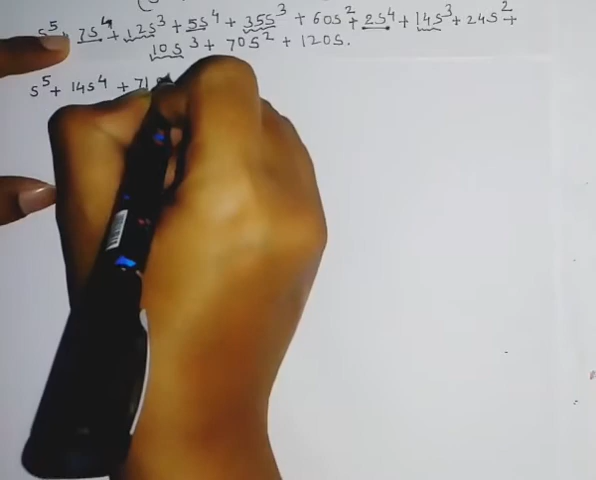 s⁵ + 7s⁴ + 12s³ + 5s⁴ + 35s³ + 60s² + 2s⁴ + 14s³ + 24s² +
10s³ + 70s² + 120s.
s⁵ + 14s⁴ + 71